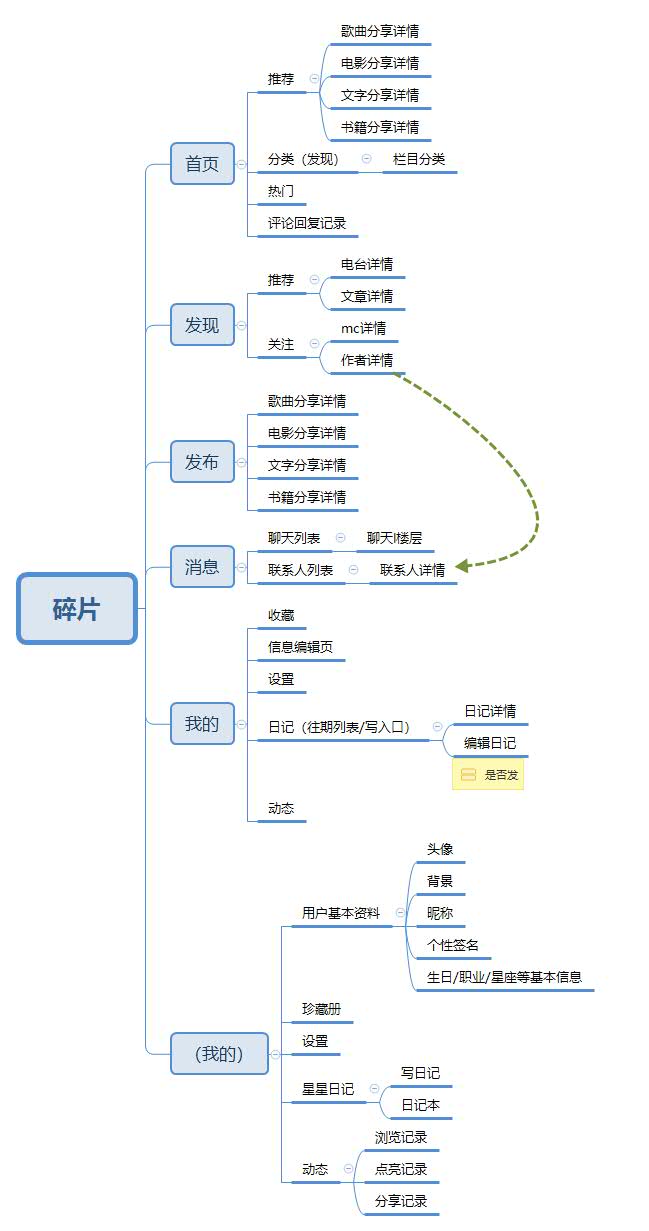 碎片
首页
推荐
歌曲分享详情
电影分享详情
文字分享详情
书籍分享详情
分类（发现）
栏目分类
热门
评论回复记录
发现
推荐
电台详情
文章详情
关注
mc详情
作者详情
发布
歌曲分享详情
电影分享详情
文字分享详情
书籍分享详情
消息
聊天列表
聊天l楼层
联系人列表
联系人详情
我的
收藏
信息编辑页
设置
日记（往期列表/写入口）
日记详情
编辑日记
是否发
动态
（我的）
用户基本资料
头像
背景
昵称
个性签名
生日/职业/星座等基本信息
珍藏册
设置
星星日记
写日记
日记本
动态
浏览记录
点亮记录
分享记录